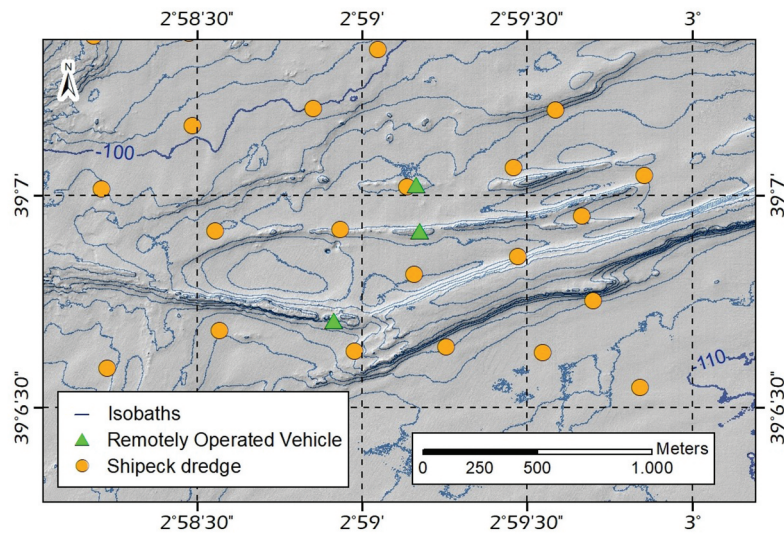 2°58'30" 2°59' 2°59'30" 3°
N
-100
39°7' 39°7'
-110
39°6'30" 39°6'30"
Isobaths
Remotely Operated Vehicle
Shipeck dredge
Meters
0 250 500 1.000
2°58'30" 2°59' 2°59'30" 3°